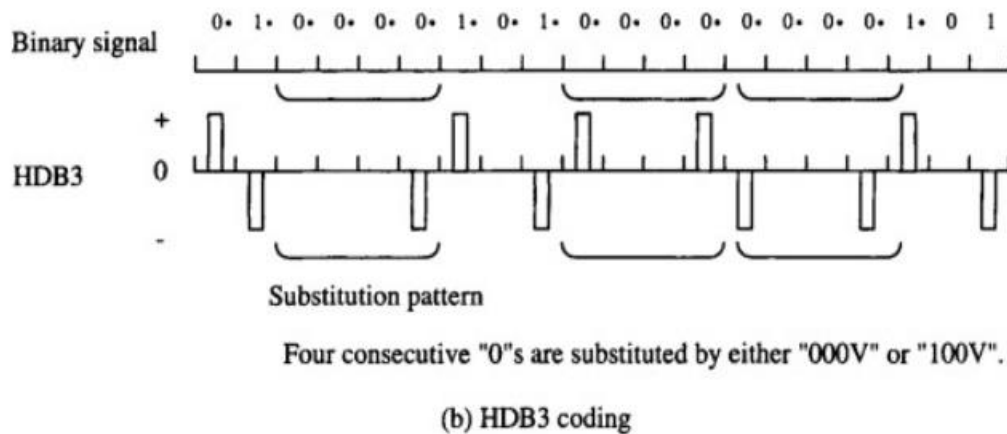 0• 1• 0• 0• 0• 0• 1• 0• 1• 0• 0• 0• 0• 0• 0• 0• 0• 1• 0 1
Binary signal
+
HDB3 0
-
Substitution pattern
Four consecutive "0"s are substituted by either "000V" or "100V".
(b) HDB3 coding